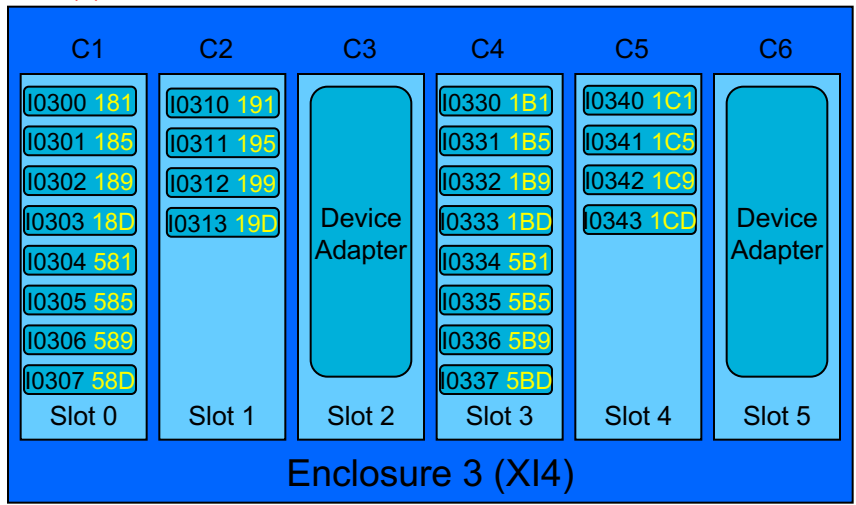 C1 C2 C3 C4 C5 C6
I0300 181
I0301 185
I0302 189
I0303 18D
I0304 581
I0305 585
I0306 589
I0307 58D
Slot 0
I0310 191
I0311 195
I0312 199
I0313 19D
Slot 1
Device
Adapter
Slot 2
I0330 1B1
I0331 1B5
I0332 1B9
I0333 1BD
I0334 5B1
I0335 5B5
I0336 5B9
I0337 5BD
Slot 3
I0340 1C1
I0341 1C5
I0342 1C9
I0343 1CD
Slot 4
Device
Adapter
Slot 5
Enclosure 3 (XI4)